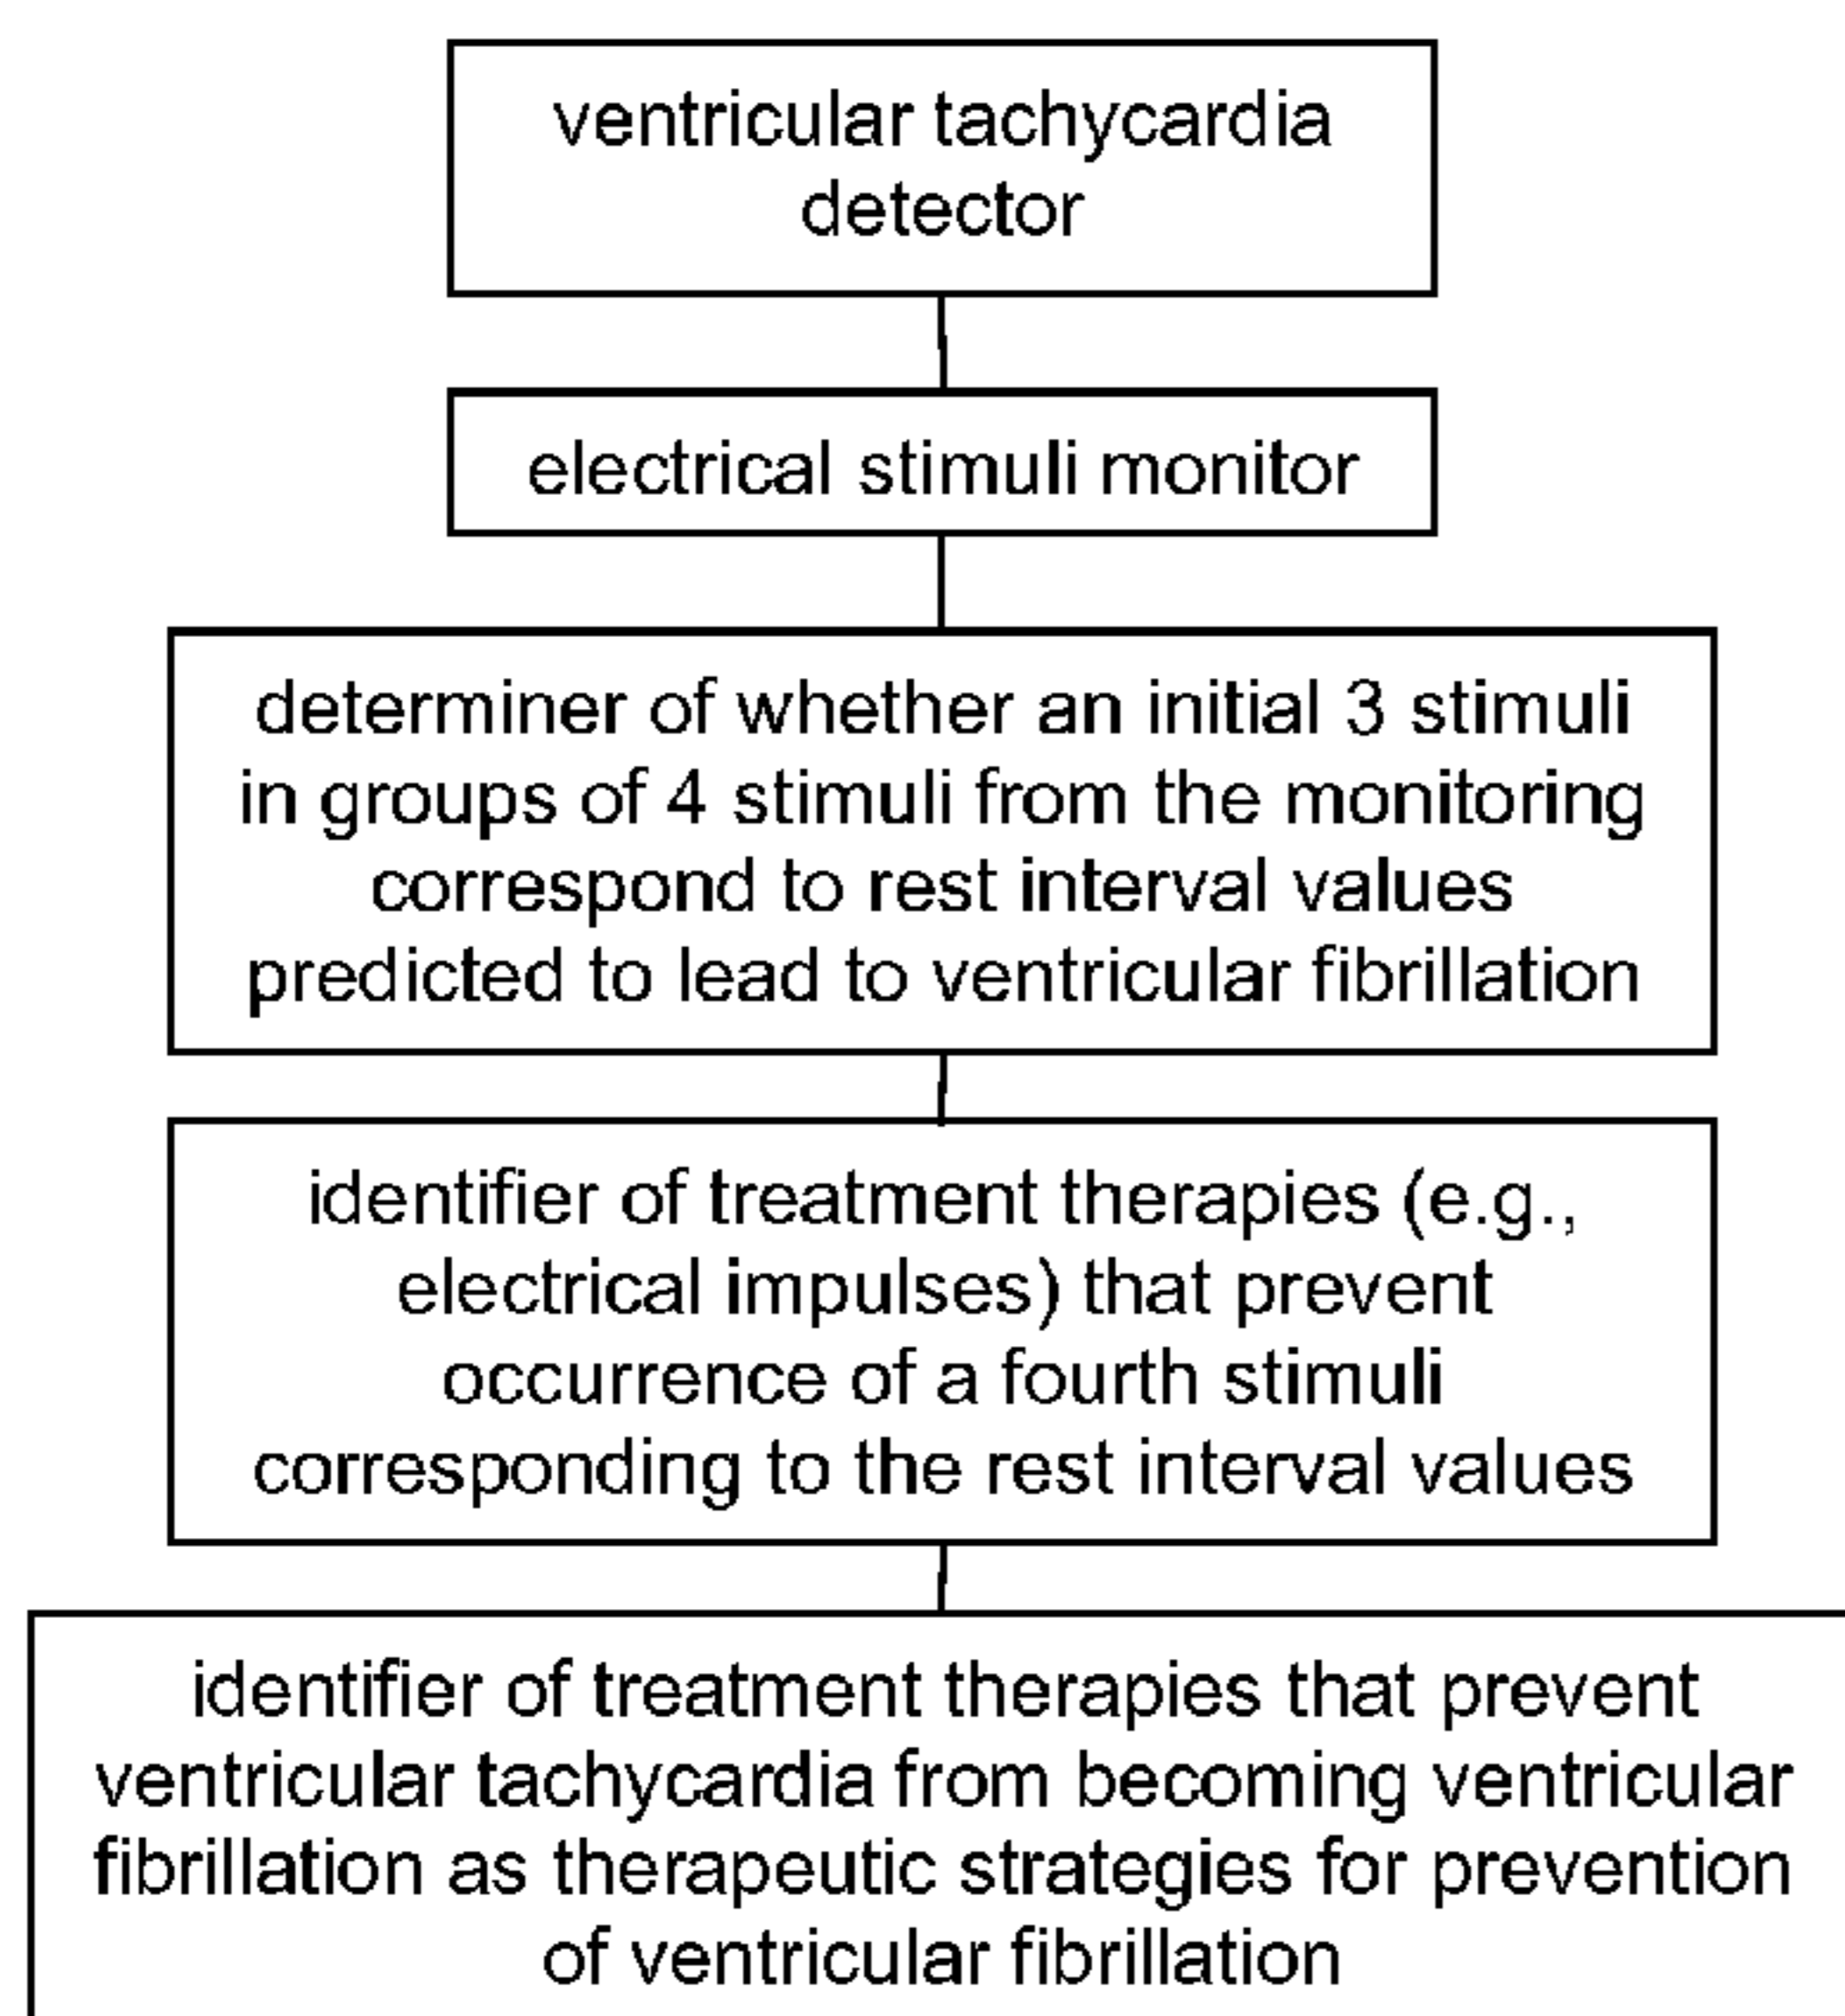 ventricular tachycardia
detector
electrical stimuli monitor
determiner of whether an initial 3 stimuli
in groups of 4 stimuli from the monitoring
correspond to rest interval values
predicted to lead to ventricular fibrillation
identifier of treatment therapies (e.g.,
electrical impulses) that prevent
occurrence of a fourth stimuli
corresponding to the rest interval values
identifier of treatment therapies that prevent
ventricular tachycardia from becoming ventricular
fibrillation as therapeutic strategies for prevention
of ventricular fibrillation